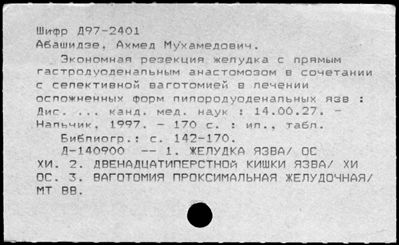 Шифр Д97-2401
Абашидзе, Ахмед Мухамедович.
Экономная резекция желудка с прямым
гастродуоденальным анастомозом в сочетании
с селективной ваготомией в лечении
осложненных форм пилородуоденальных язв :
Дис. ... канд. мед. наук : 14.00.27. -
Нальчик, 1997. - 170 с. : ил., табл.
Библиогр.: с. 142-170.
Д-140900 -- 1. ЖЕЛУДКА ЯЗВА/ ОС
ХИ. 2. ДВЕНАДЦАТИПЕРСТНОЙ КИШКИ ЯЗВА/ ХИ
ОС. 3. ВАГОТОМИЯ ПРОКСИМАЛЬНАЯ ЖЕЛУДОЧНАЯ/
МТ ВВ.